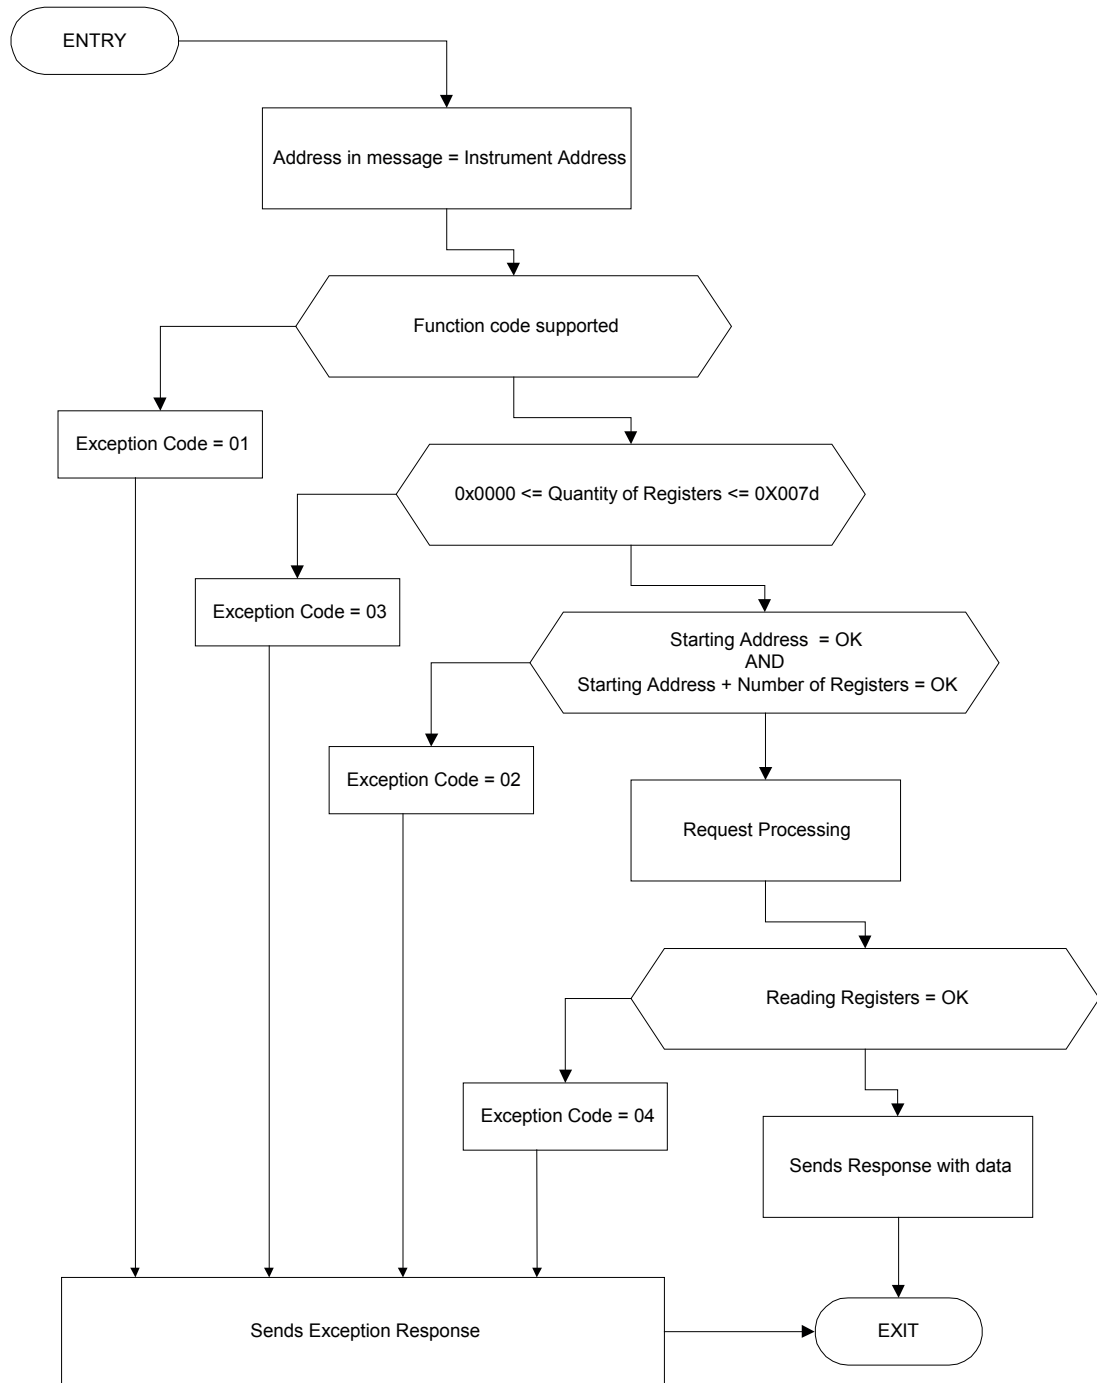 ENTRY
Address in message = Instrument Address
Function code supported
Exception Code = 01
0x0000 <= Quantity of Registers <= 0X007d
Exception Code = 03
Starting Address = OK
AND
Starting Address + Number of Registers = OK
Exception Code = 02
Request Processing
Reading Registers = OK
Exception Code = 04
Sends Response with data
Sends Exception Response
EXIT